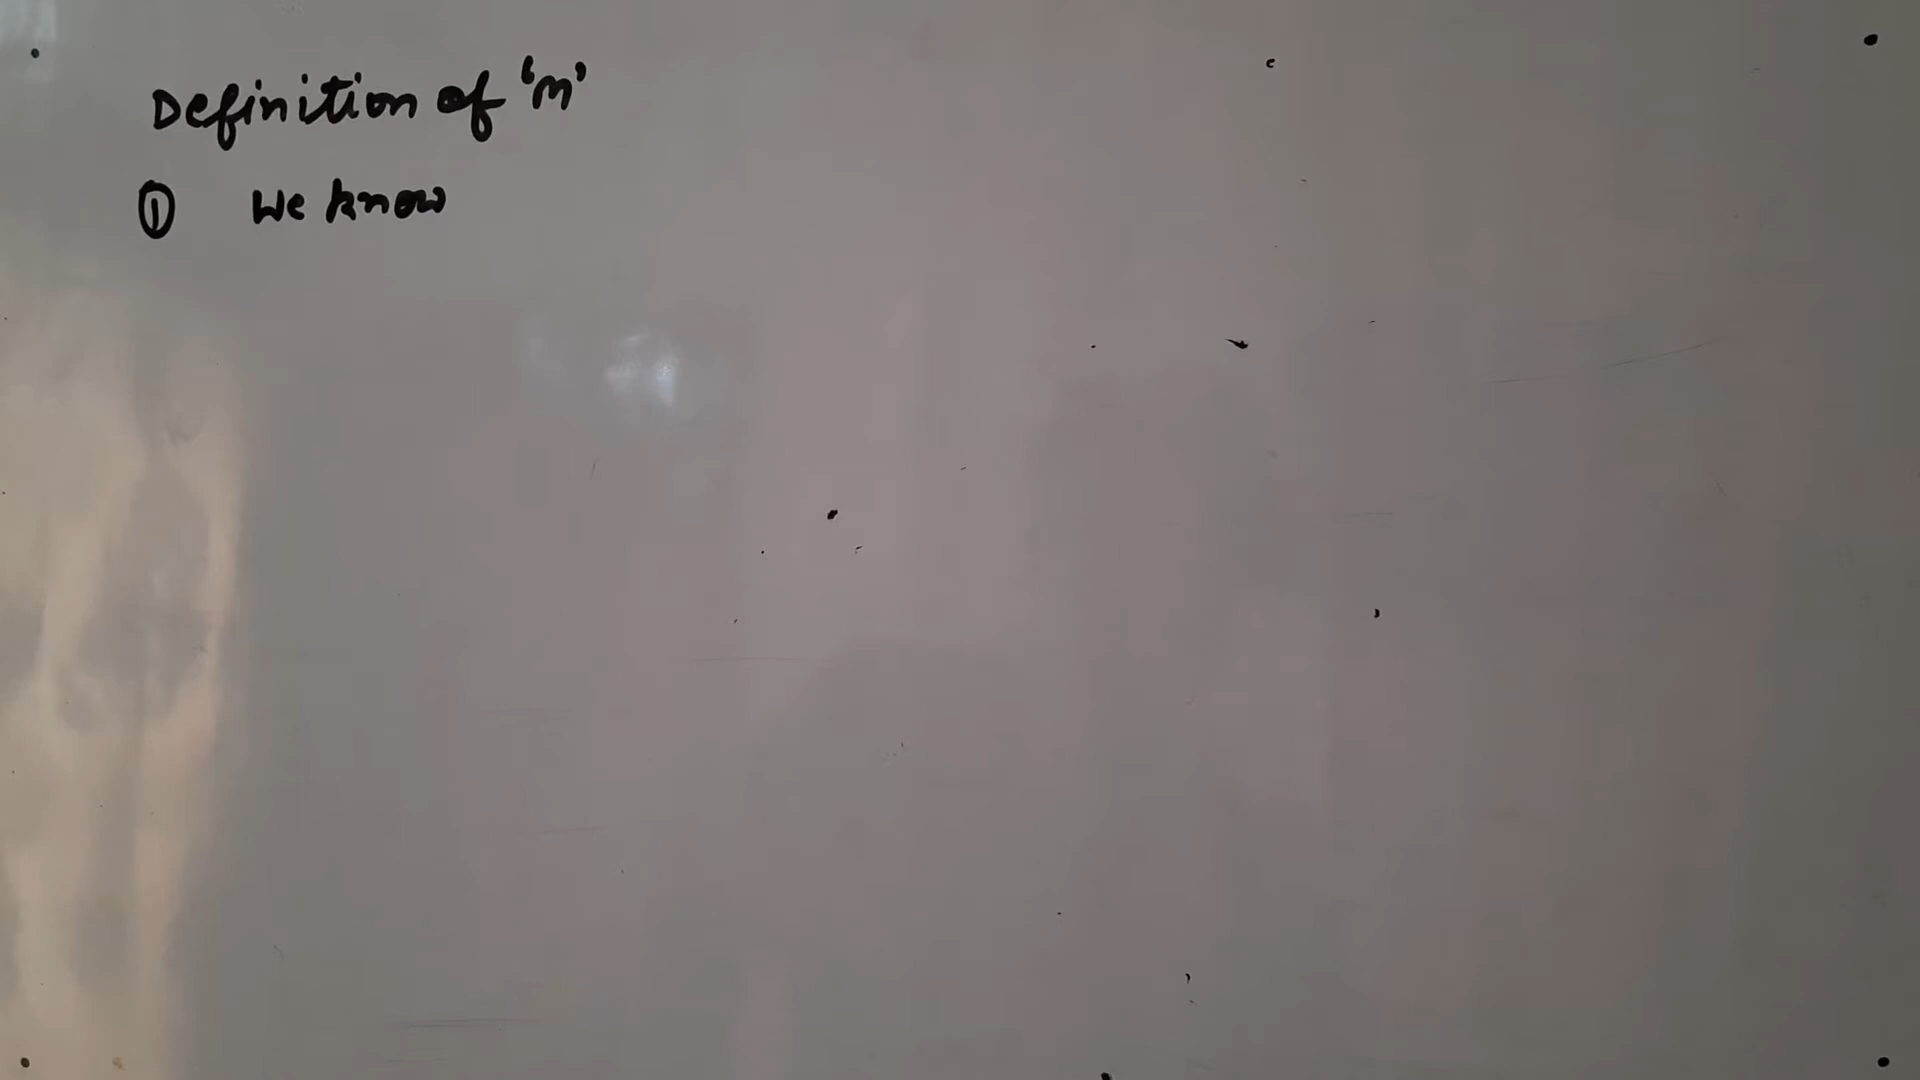 Definition of 'm'
① We know